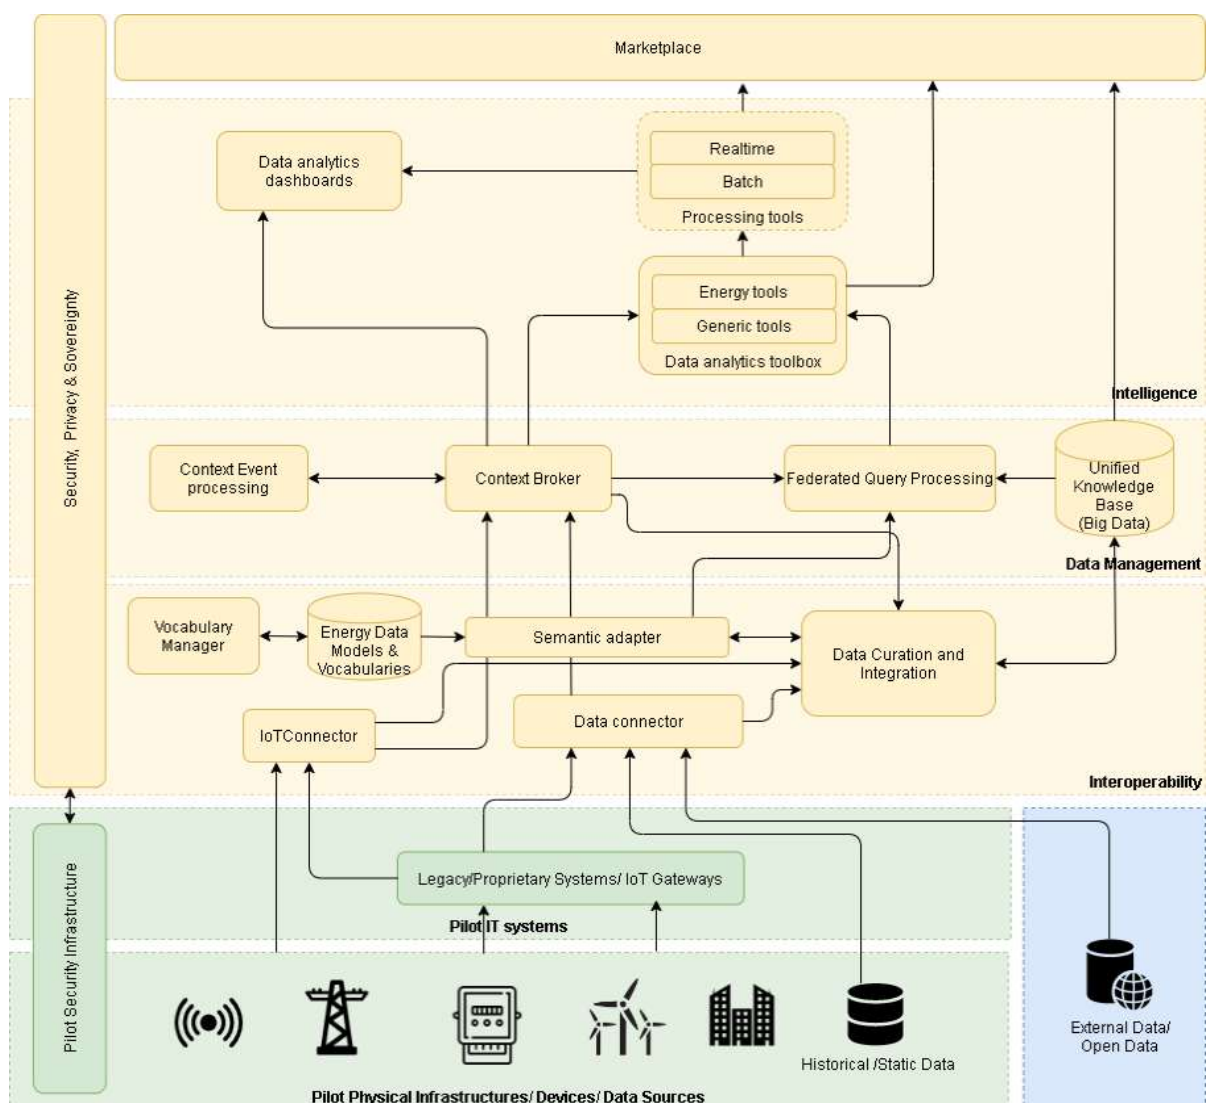 Marketplace
Security, Privacy & Sovereignty
Data analytics
dashboards
Realtime
Batch
Processing tools
Energy tools
Generic tools
Data analytics toolbox
Intelligence
Context Event
processing
Context Broker
Federated Query Processing
Unified
Knowledge
Base
(Big Data)
Data Management
Vocabulary
Manager
Energy Data
Models &
Vocabularies
Semantic adapter
Data Curation and
Integration
IoTConnector
Data connector
Interoperability
Pilot Security Infrastructure
Legacy/Proprietary Systems/ IoT Gateways
Pilot IT systems
Historical /Static Data
External Data/
Open Data
Pilot Physical Infrastructures/ Devices/ Data Sources